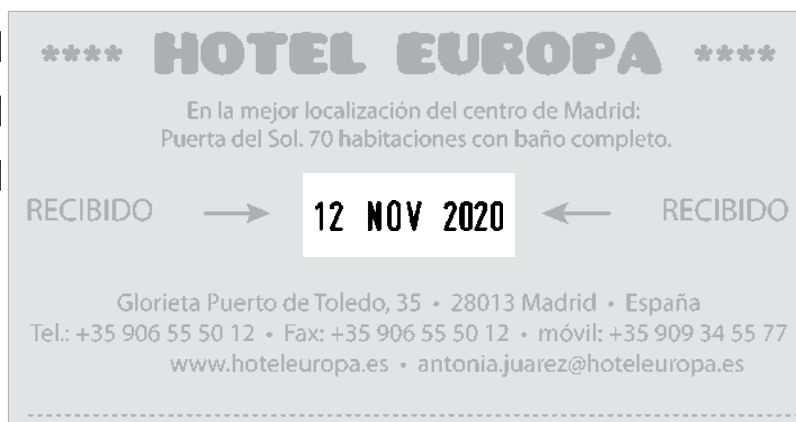 **** HOTEL EUROPA ****
En la mejor localización del centro de Madrid:
Puerta del Sol. 70 habitaciones con baño completo.
RECIBIDO → 12 NOV 2020 ← RECIBIDO
Glorieta Puerto de Toledo, 35 • 28013 Madrid • España
Tel.: +35 906 55 50 12 • Fax: +35 906 55 50 12 • móvil: +35 909 34 55 77
www.hoteleuropa.es • antonia.juarez@hoteleuropa.es